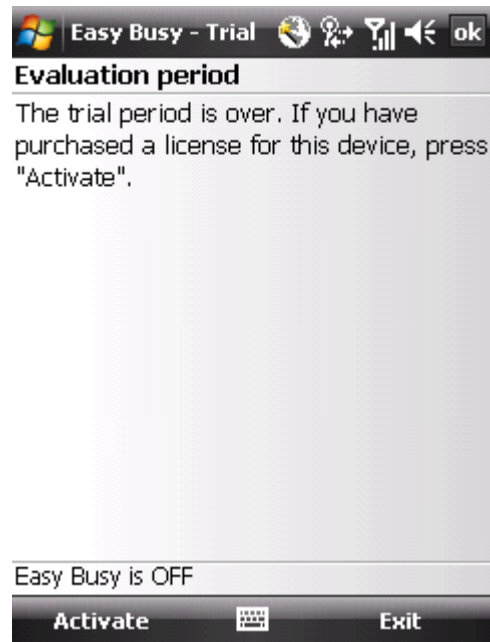 Easy Busy - Trial ok
Evaluation period
The trial period is over. If you have
purchased a license for this device, press
"Activate".
Easy Busy is OFF
Activate Exit